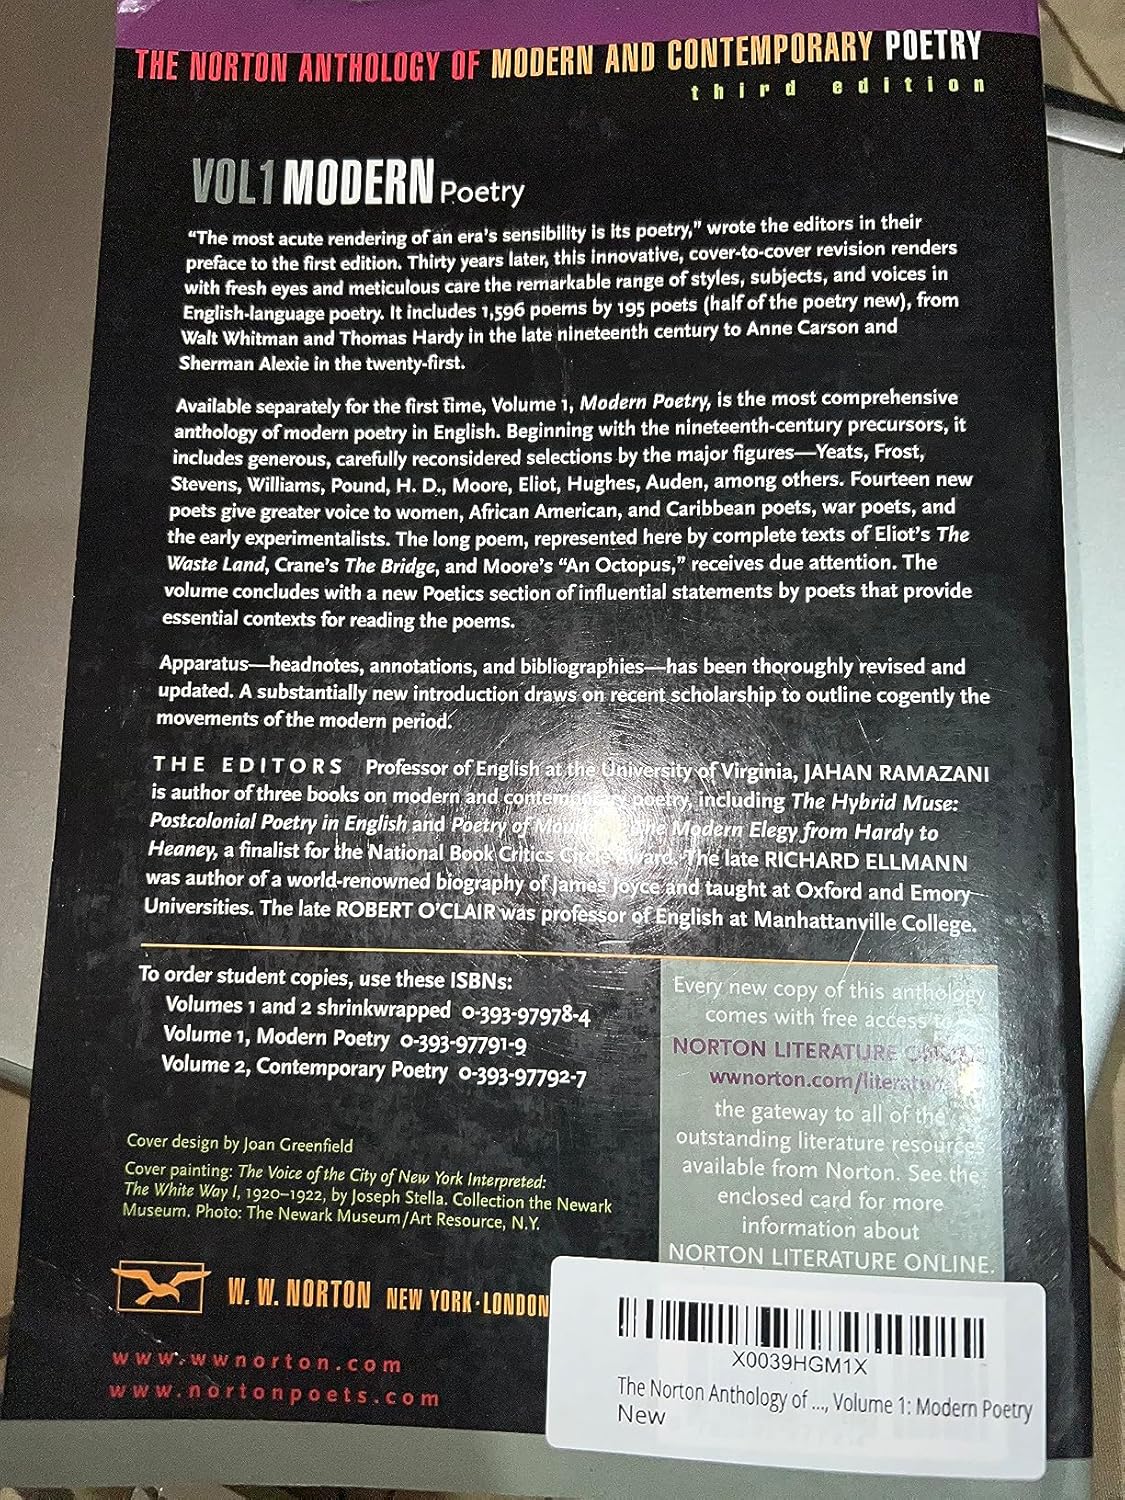 THE NORTON ANTHOLOGY OF MODERN AND CONTEMPORARY POETRY
third edition
VOL1 MODERN Poetry
“The most acute rendering of an era’s sensibility is its poetry,” wrote the editors in their
preface to the first edition. Thirty years later, this innovative, cover-to-cover revision renders
with fresh eyes and meticulous care the remarkable range of styles, subjects, and voices in
English-language poetry. It includes 1,596 poems by 195 poets (half of the poetry new), from
Walt Whitman and Thomas Hardy in the late nineteenth century to Anne Carson and
Sherman Alexie in the twenty-first.
Available separately for the first time, Volume 1, Modern Poetry, is the most comprehensive
anthology of modern poetry in English. Beginning with the nineteenth-century precursors, it
includes generous, carefully reconsidered selections by the major figures—Yeats, Frost,
Stevens, Williams, Pound, H. D., Moore, Eliot, Hughes, Auden, among others. Fourteen new
poets give greater voice to women, African American, and Caribbean poets, war poets, and
the early experimentalists. The long poem, represented here by complete texts of Eliot’s The
Waste Land, Crane’s The Bridge, and Moore’s “An Octopus,” receives due attention. The
volume concludes with a new Poetics section of influential statements by poets that provide
essential contexts for reading the poems.
Apparatus—headnotes, annotations, and bibliographies—has been thoroughly revised and
updated. A substantially new introduction draws on recent scholarship to outline cogently the
movements of the modern period.
THE EDITORS Professor of English at the University of Virginia, JAHAN RAMAZANI
is author of three books on modern and contemporary poetry, including The Hybrid Muse:
Postcolonial Poetry in English and Poetry of The Modern Elegy from Hardy to
Heaney, a finalist for the National Book Critics Circle Award. The late RICHARD ELLMANN
was author of a world-renowned biography of James Joyce and taught at Oxford and Emory
Universities. The late ROBERT O’CLAIR was professor of English at Manhattanville College.
To order student copies, use these ISBNs:
Volumes 1 and 2 shrinkwrapped 0-393-97978-4
Volume 1, Modern Poetry 0-393-97791-9
Volume 2, Contemporary Poetry 0-393-97792-7
Every new copy of this anthology
comes with free access to
NORTON LITERATURE
wwnorton.com/literature
the gateway to all of the
outstanding literature resources
available from Norton. See the
enclosed card for more
information about
NORTON LITERATURE ONLINE.
Cover design by Joan Greenfield
Cover painting: The Voice of the City of New York Interpreted:
The White Way I, 1920–1922, by Joseph Stella. Collection the Newark
Museum. Photo: The Newark Museum/Art Resource, N.Y.
W. W. NORTON NEW YORK · LONDON
www.wwnorton.com
www.nortonpoets.com
X0039HGM1X
The Norton Anthology of ..., Volume 1: Modern Poetry
New